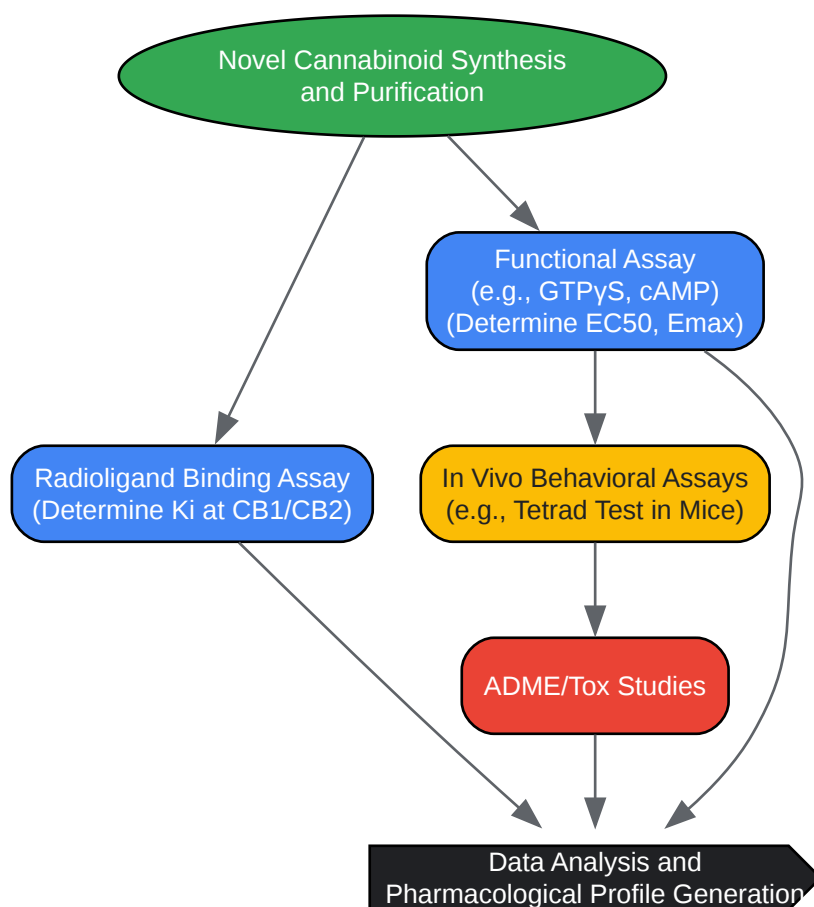 Novel Cannabinoid Synthesis
and Purification
Functional Assay
(e.g., GTPγS, cAMP)
(Determine EC50, Emax)
Radioligand Binding Assay
(Determine Ki at CB1/CB2)
In Vivo Behavioral Assays
(e.g., Tetrad Test in Mice)
ADME/Tox Studies
Data Analysis and
Pharmacological Profile Generation